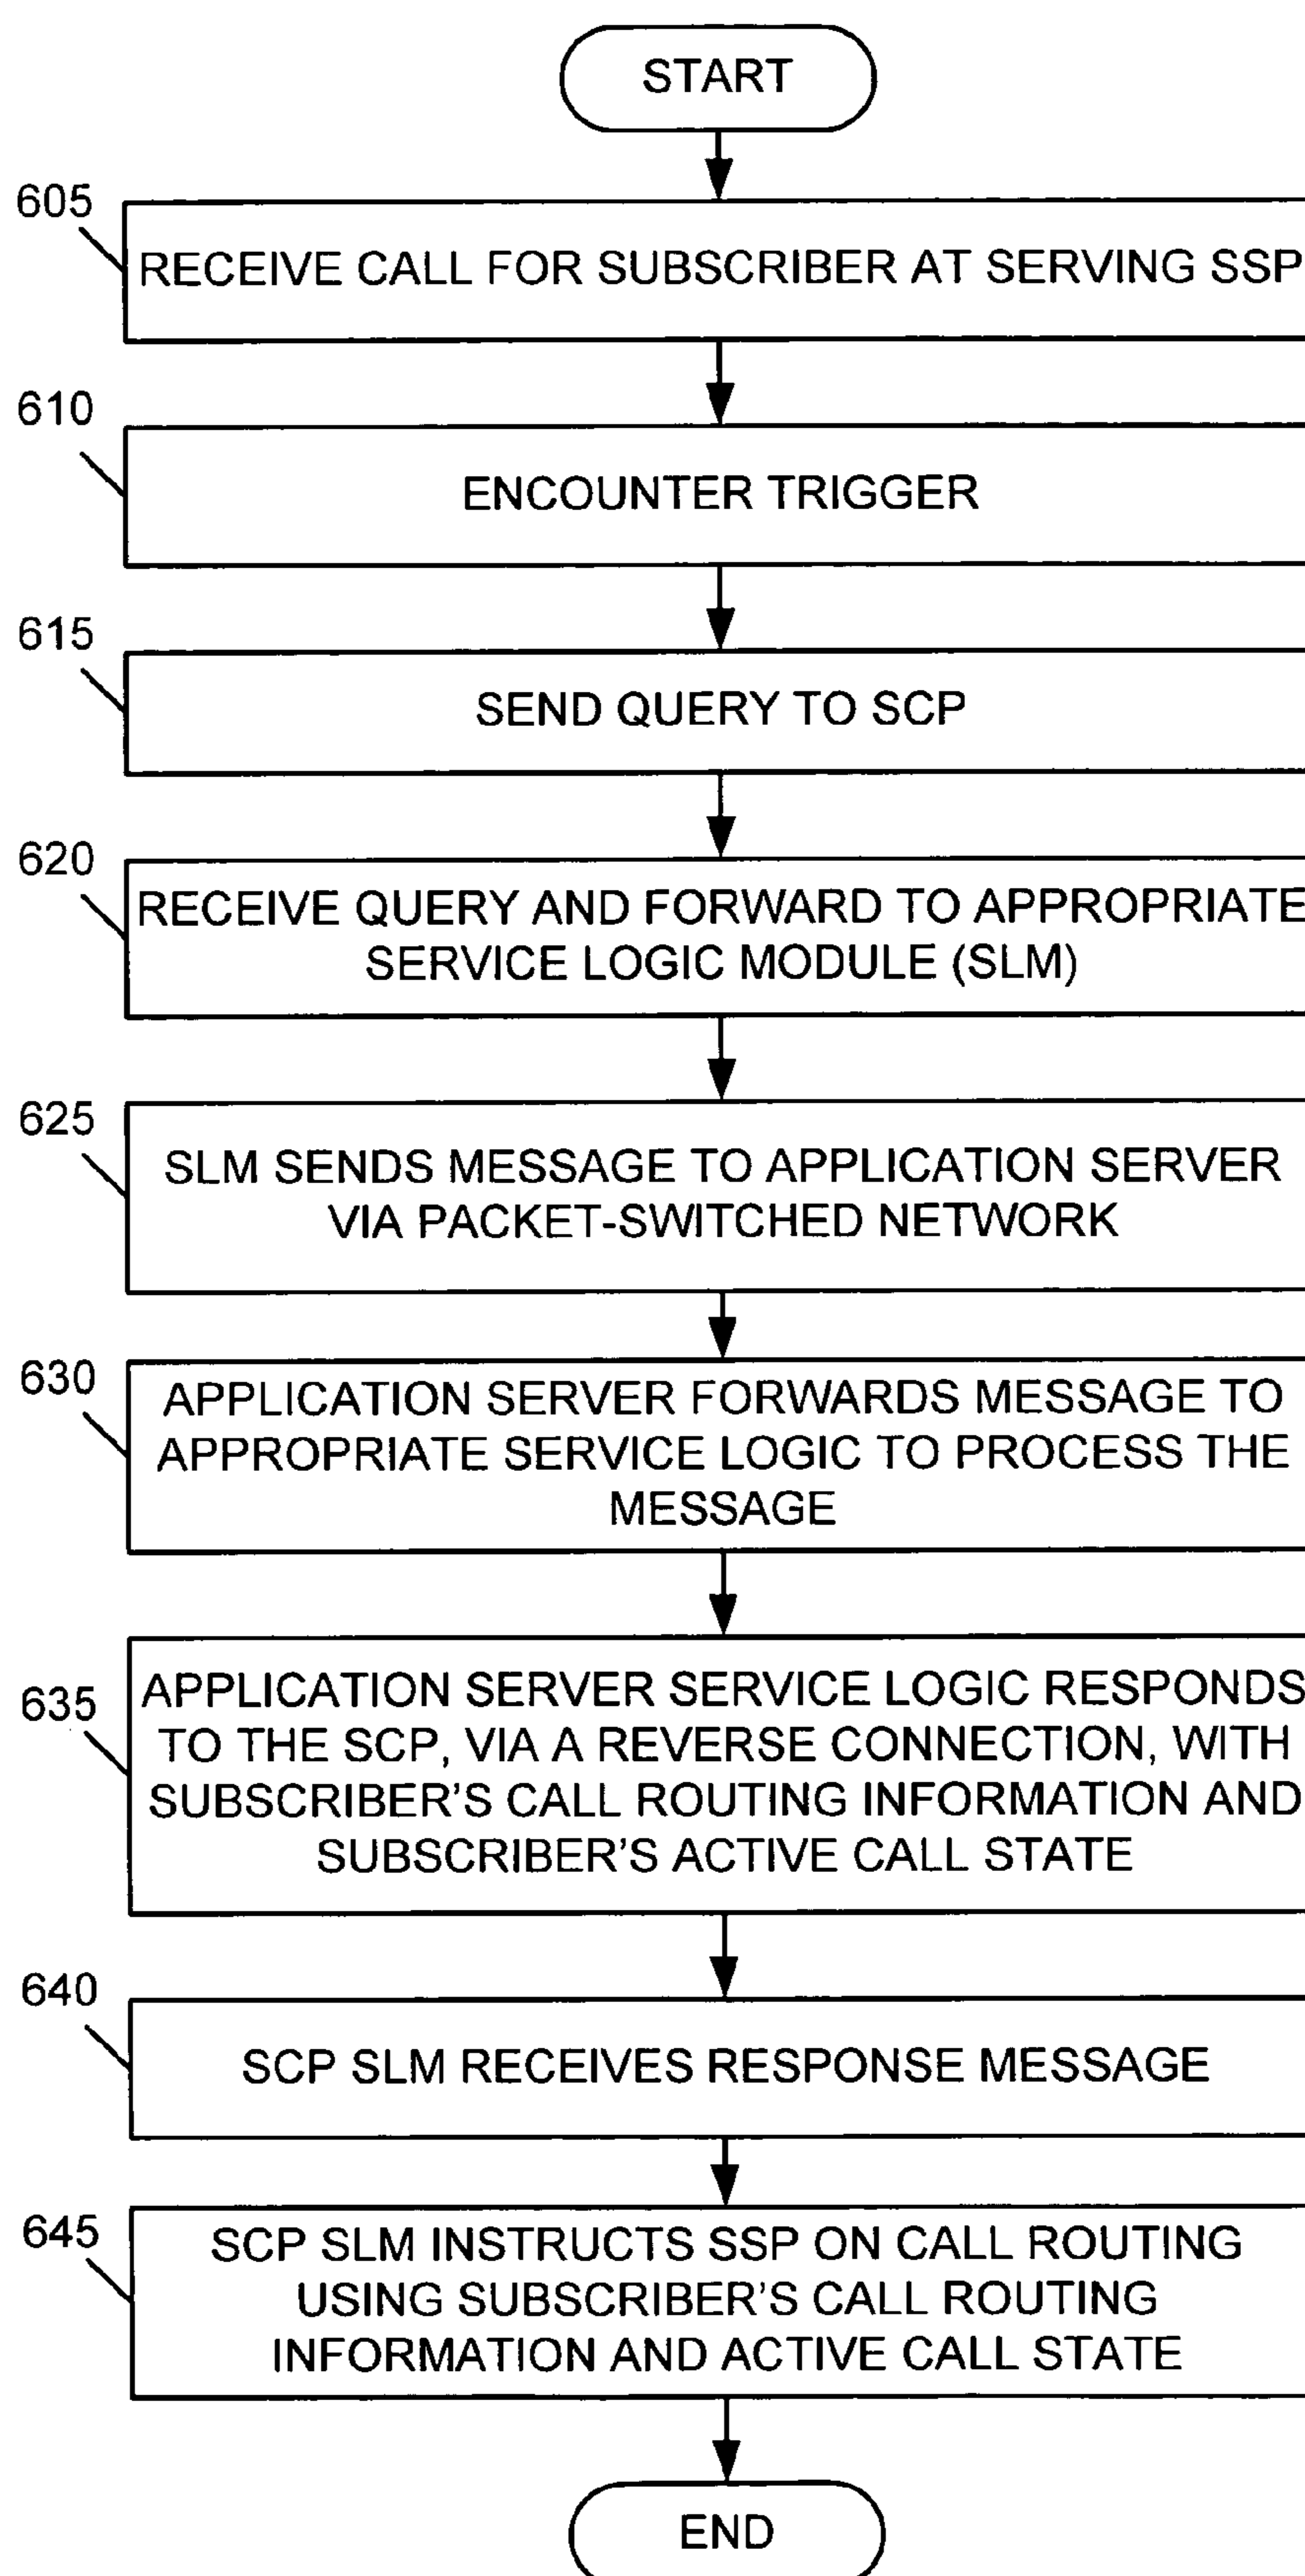 START
605
RECEIVE CALL FOR SUBSCRIBER AT SERVING SSP
610
ENCOUNTER TRIGGER
615
SEND QUERY TO SCP
620
RECEIVE QUERY AND FORWARD TO APPROPRIATE
SERVICE LOGIC MODULE (SLM)
625
SLM SENDS MESSAGE TO APPLICATION SERVER
VIA PACKET-SWITCHED NETWORK
630
APPLICATION SERVER FORWARDS MESSAGE TO
APPROPRIATE SERVICE LOGIC TO PROCESS THE
MESSAGE
635
APPLICATION SERVER SERVICE LOGIC RESPONDS
TO THE SCP, VIA A REVERSE CONNECTION, WITH
SUBSCRIBER'S CALL ROUTING INFORMATION AND
SUBSCRIBER'S ACTIVE CALL STATE
640
SCP SLM RECEIVES RESPONSE MESSAGE
645
SCP SLM INSTRUCTS SSP ON CALL ROUTING
USING SUBSCRIBER'S CALL ROUTING
INFORMATION AND ACTIVE CALL STATE
END